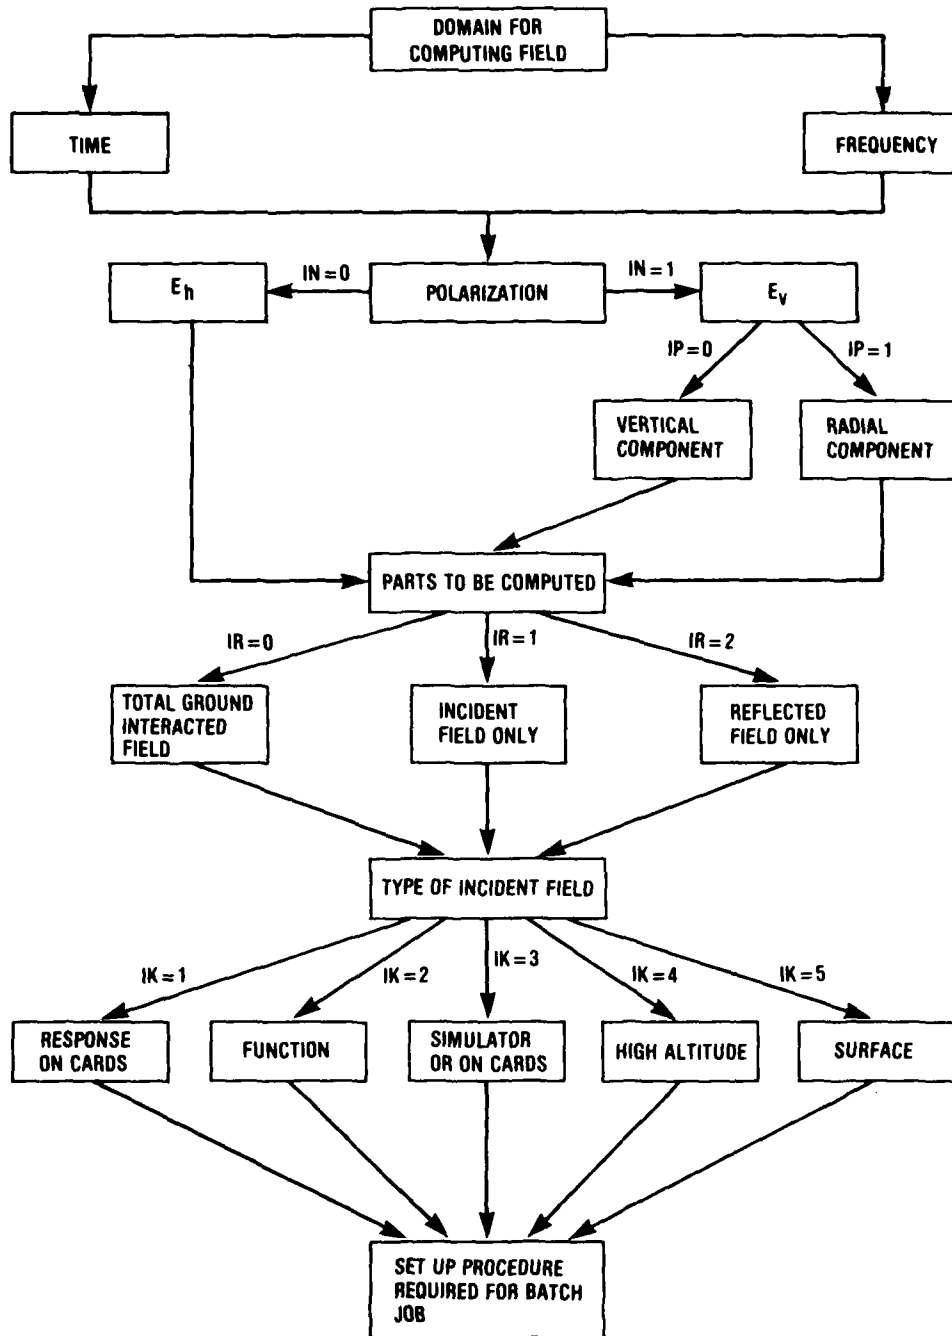 DOMAIN FOR
COMPUTING FIELD
TIME
FREQUENCY
E_h
IN=0
POLARIZATION
IN=1
E_v
IP=0
IP=1
VERTICAL
COMPONENT
RADIAL
COMPONENT
PARTS TO BE COMPUTED
IR=0
IR=1
IR=2
TOTAL GROUND
INTERACTED
FIELD
INCIDENT
FIELD ONLY
REFLECTED
FIELD ONLY
TYPE OF INCIDENT FIELD
IK=1
IK=2
IK=3
IK=4
IK=5
RESPONSE
ON CARDS
FUNCTION
SIMULATOR
OR ON CARDS
HIGH ALTITUDE
SURFACE
SET UP PROCEDURE
REQUIRED FOR BATCH
JOB